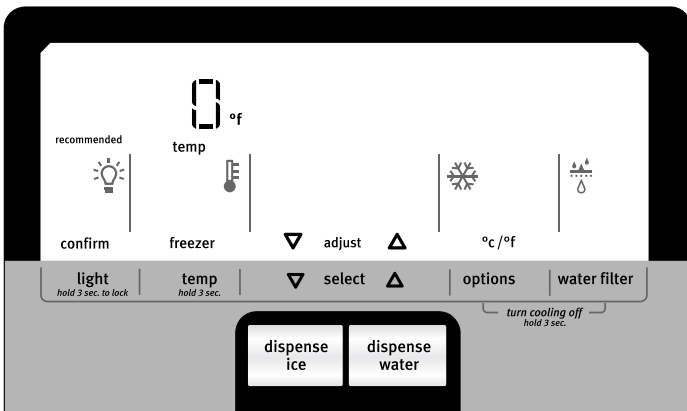 0 °f
recommended
temp
confirm freezer adjust °c/°f
light temp select options water filter
hold 3 sec. to lock hold 3 sec.
turn cooling off
hold 3 sec.
dispense ice
dispense water